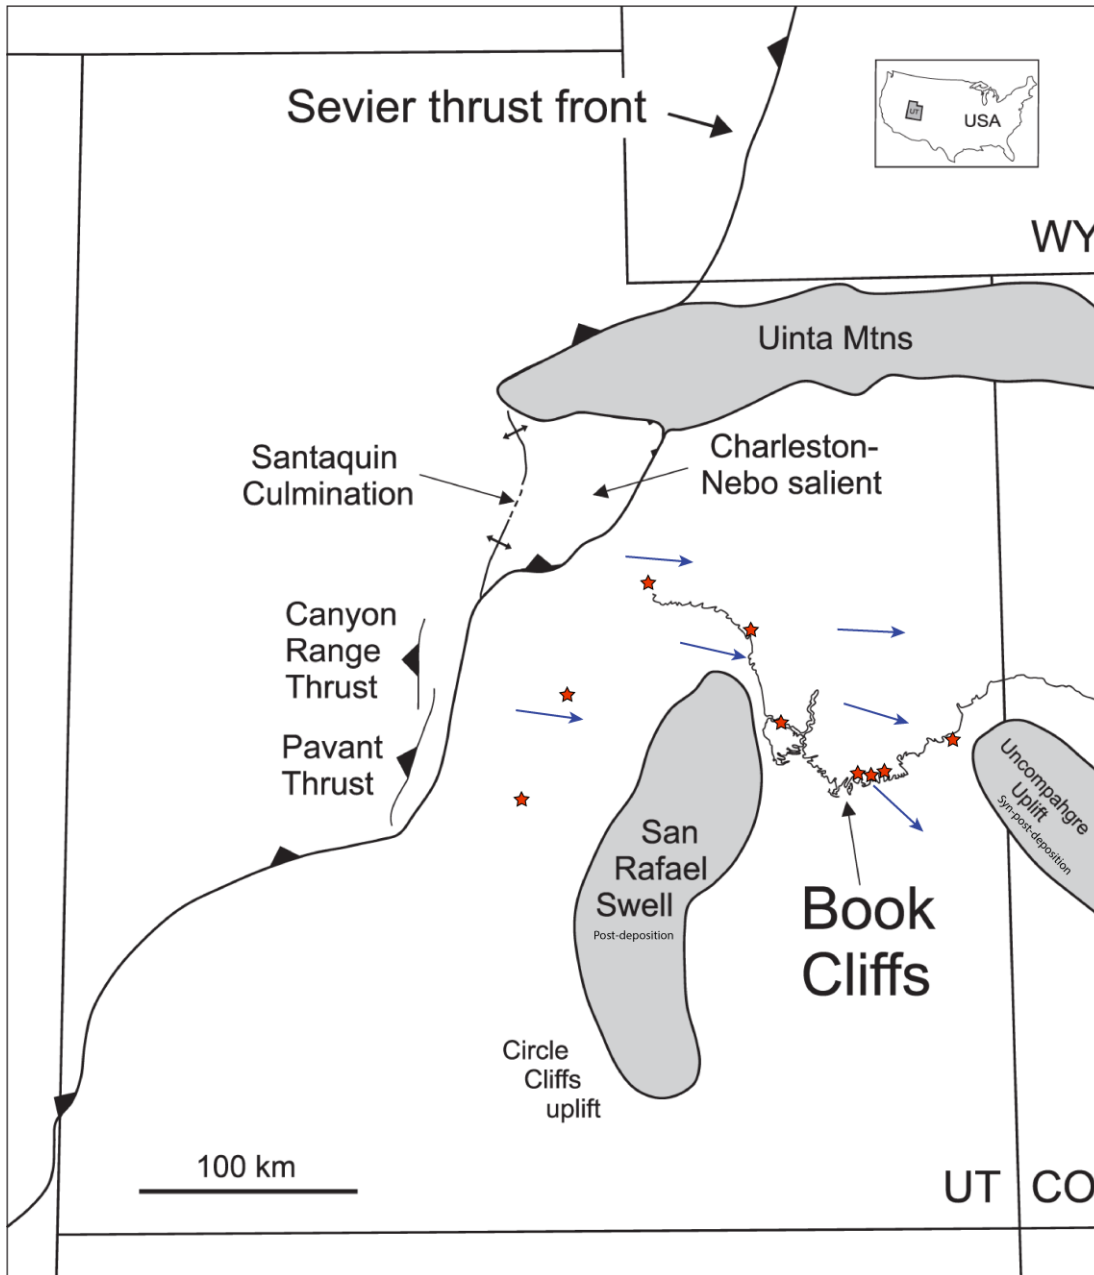 Sevier thrust front
UT
USA
WY
Uinta Mtns
Santaquin
Culmination
Charleston-
Nebo salient
Canyon
Range
Thrust
Pavant
Thrust
San
Rafael
Swell
Post-deposition
Uncompahgre
Uplift
Syn-post-deposition
Book
Cliffs
Circle
Cliffs
uplift
100 km
UT
CO